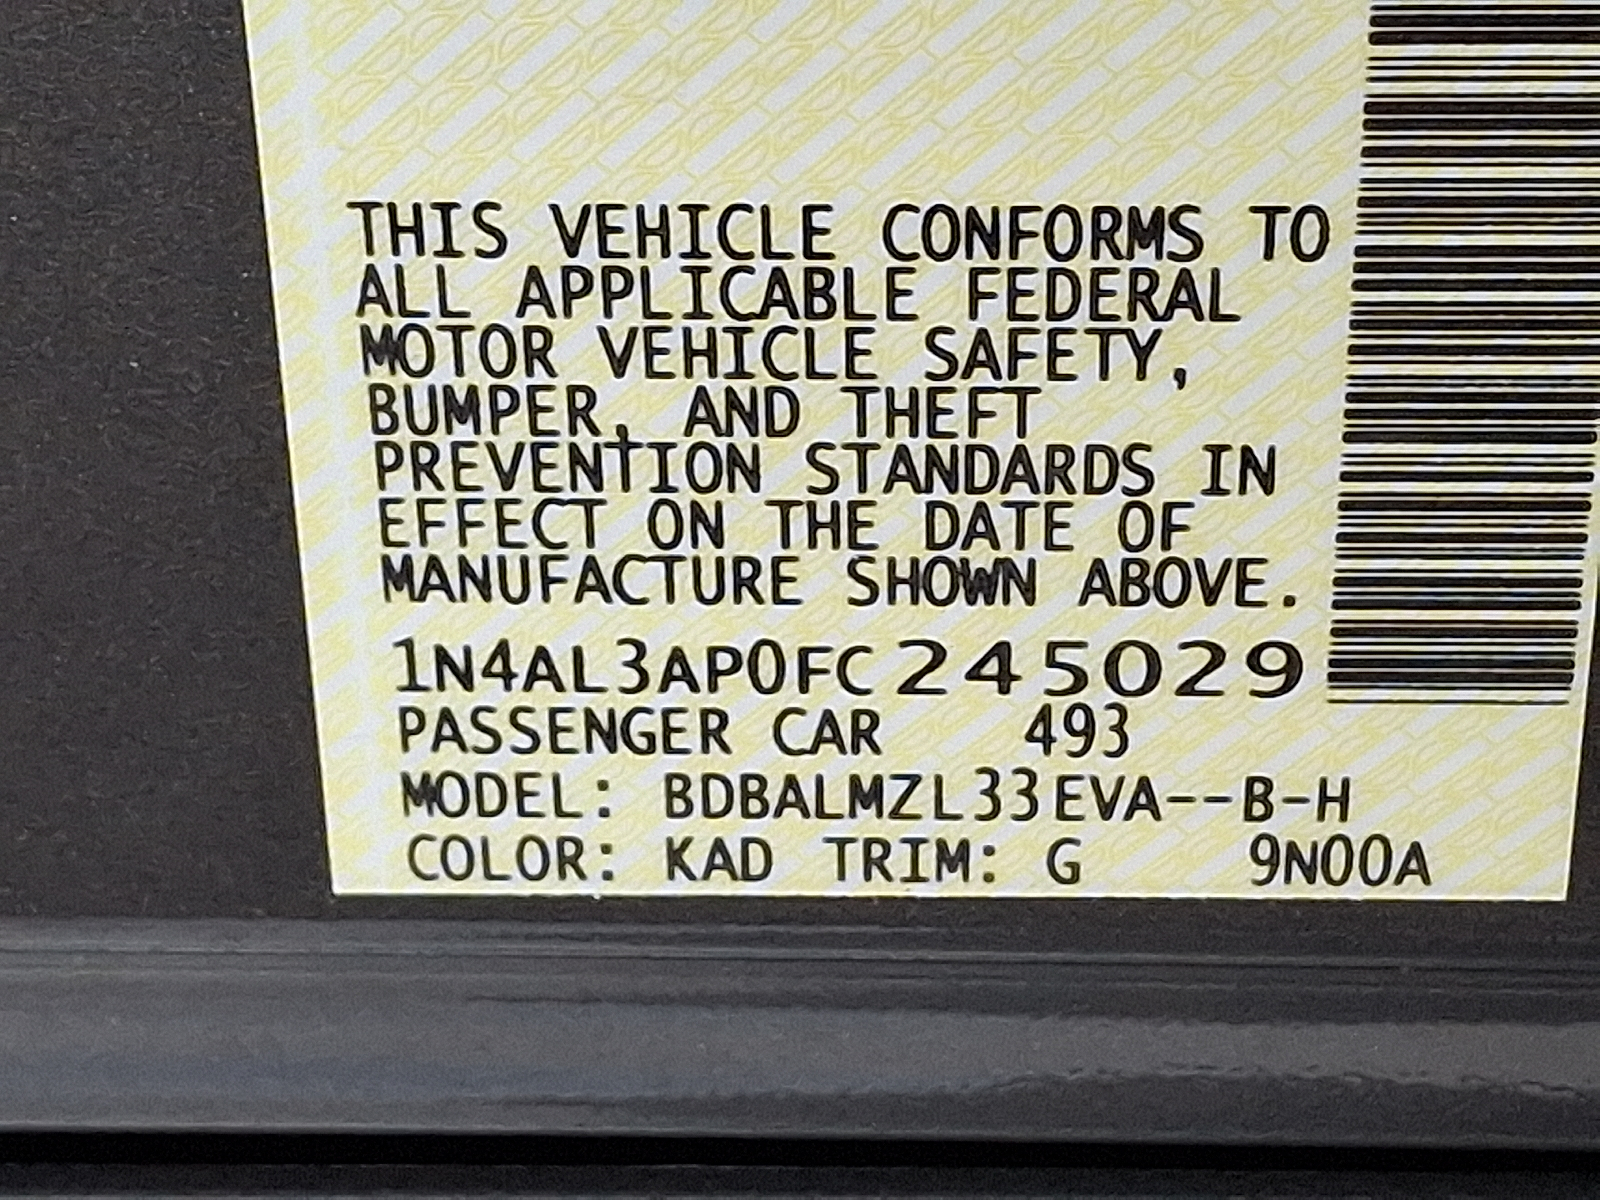 THIS VEHICLE CONFORMS TO
ALL APPLICABLE FEDERAL
MOTOR VEHICLE SAFETY,
BUMPER, AND THEFT
PREVENTION STANDARDS IN
EFFECT ON THE DATE OF
MANUFACTURE SHOWN ABOVE.
1N4AL3AP0FC245029
PASSENGER CAR 493
MODEL: BDBALMZL33EVA--B-H
COLOR: KAD TRIM: G 9N00A